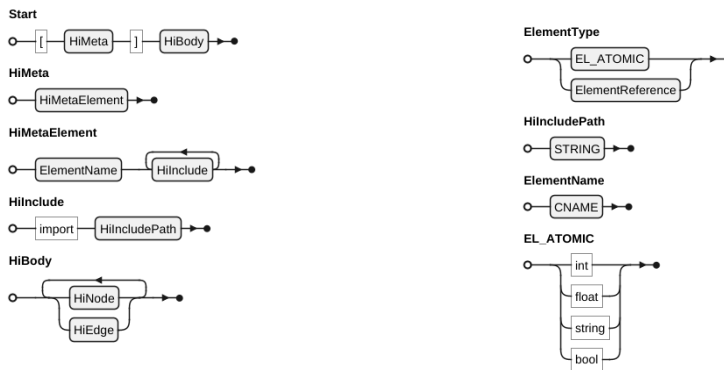 Start
[ HiMeta ] HiBody
HiMeta
HiMetaElement
HiMetaElement
ElementName HiInclude
HiInclude
import HiIncludePath
HiBody
HiNode
HiEdge
ElementType
EL_ATOMIC
ElementReference
HiIncludePath
STRING
ElementName
CNAME
EL_ATOMIC
int
float
string
bool